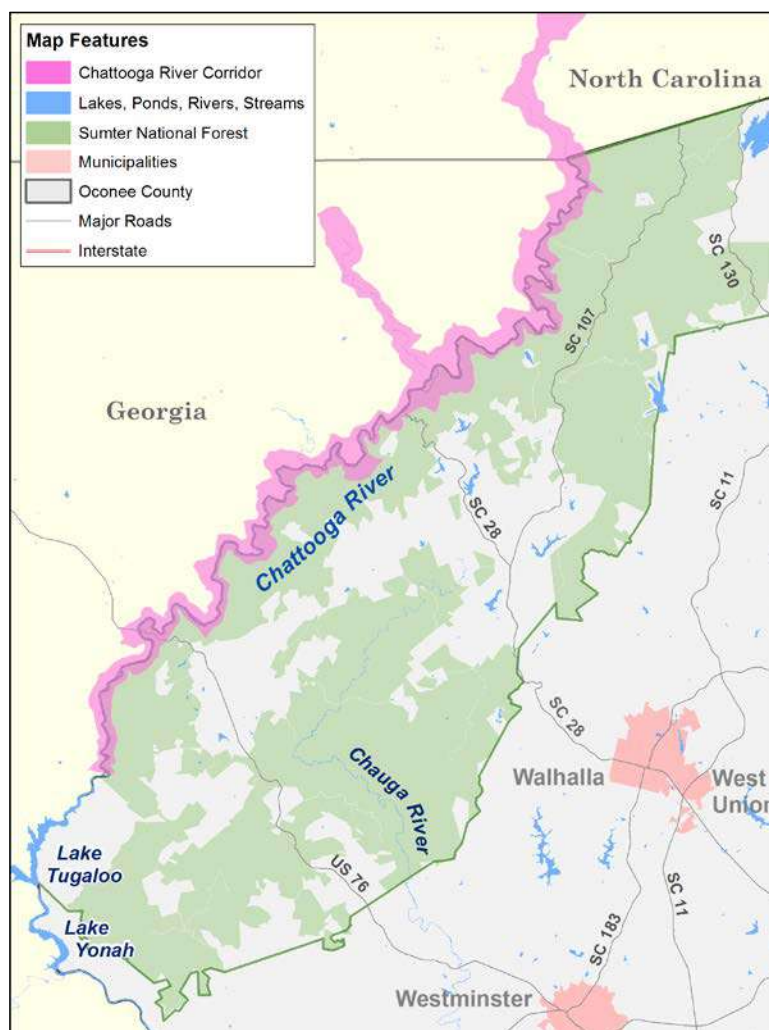 Map Features
Chattooga River Corridor
Lakes, Ponds, Rivers, Streams
Sumter National Forest
Municipalities
Oconee County
Major Roads
Interstate
North Carolina
Georgia
SC 130
SC 107
SC 11
Chattooga River
SC 28
SC 28
Walhalla
West
Union
Chauga River
US 76
Lake
Tugaloo
Lake
Yonah
SC 183
SC 11
Westminster